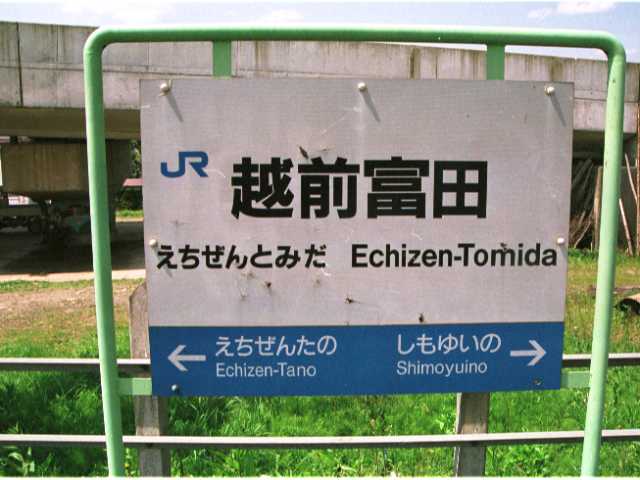 JR 越前富田
えちぜんとみだ Echizen-Tomida
← えちぜんたの しもゆいの →
Echizen-Tano Shimoyuino